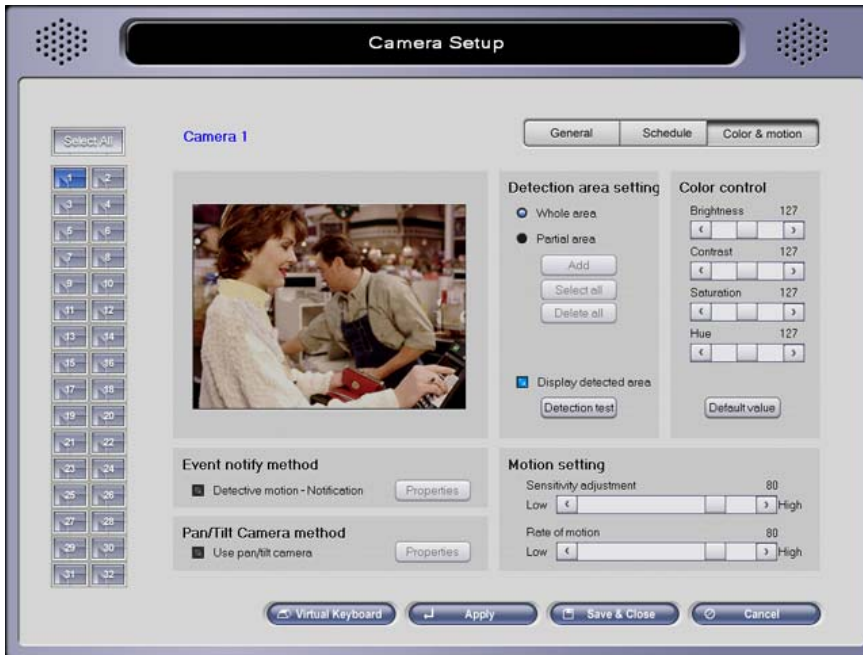 Camera Setup
Select All
Camera 1
General Schedule Color & motion
1 2
3 4
5 6
7 8
9 10
11 12
13 14
15 16
17 18
19 20
21 22
23 24
25 26
27 28
29 30
31 32
Detection area setting
Whole area
Partial area
Add
Select all
Delete all
Display detected area
Detection test
Color control
Brightness 127
Contrast 127
Saturation 127
Hue 127
Default value
Event notify method
Detective motion - Notification Properties
Pan/Tilt Camera method
Use pan/tilt camera Properties
Motion setting
Sensitivity adjustment 80
Low High
Rate of motion 80
Low High
Virtual Keyboard Apply Save & Close Cancel